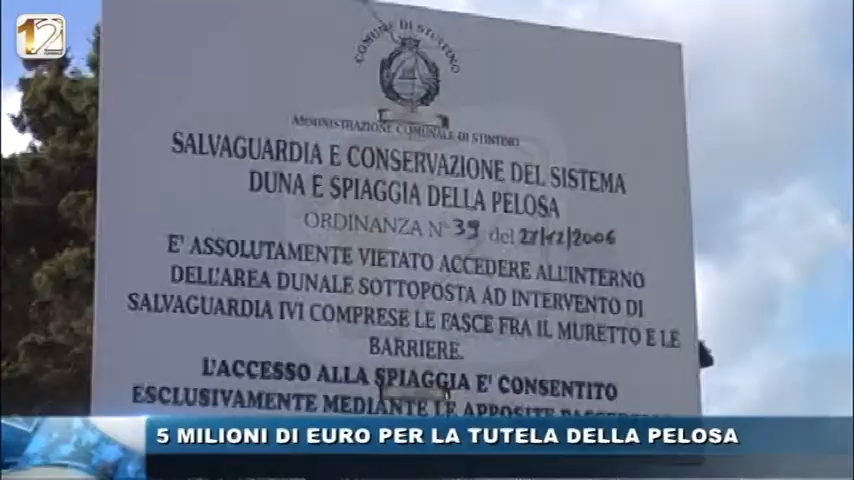 12
COMUNE DI STINTINO
AMMINISTRAZIONE COMUNALE DI STINTINO
SALVAGUARDIA E CONSERVAZIONE DEL SISTEMA
DUNA E SPIAGGIA DELLA PELOSA
ORDINANZA N° 39 del 27/12/2006
E' ASSOLUTAMENTE VIETATO ACCEDERE ALL'INTERNO
DELL'AREA DUNALE SOTTOPOSTA AD INTERVENTO DI
SALVAGUARDIA IVI COMPRESE LE FASCE FRA IL MURETTO E LE
BARRIERE.
L'ACCESSO ALLA SPIAGGIA E' CONSENTITO
ESCLUSIVAMENTE MEDIANTE LE APPOSITE
5 MILIONI DI EURO PER LA TUTELA DELLA PELOSA